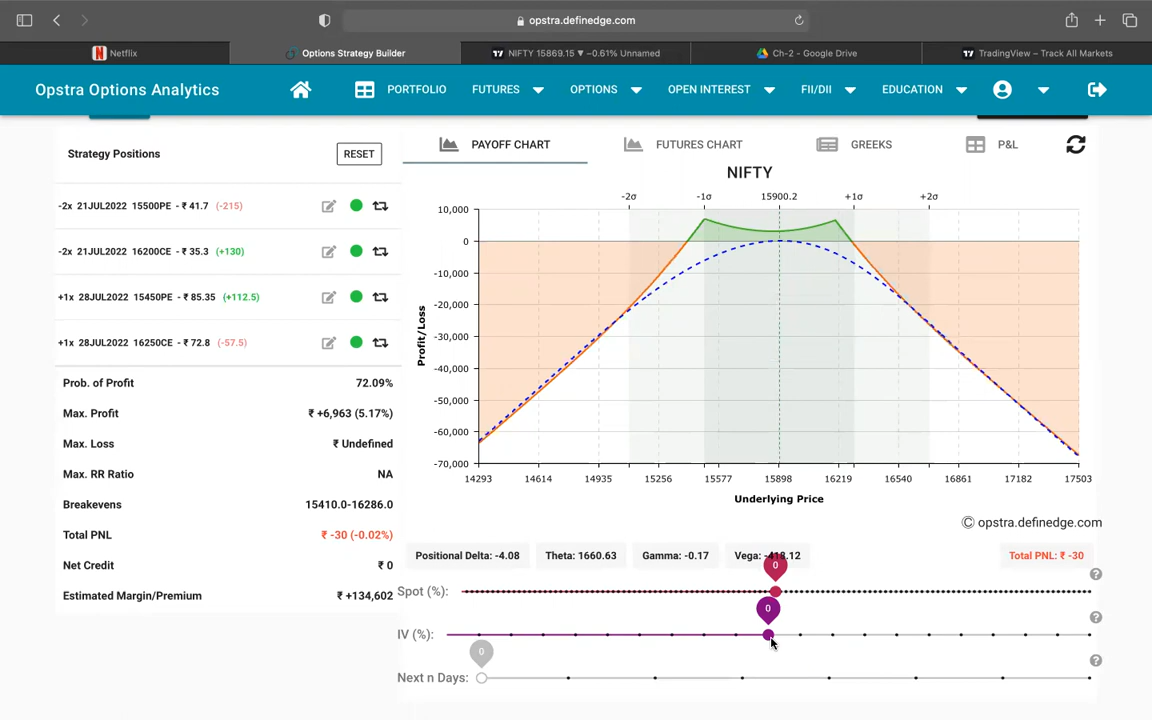 opstra.definedge.com
Netflix
Options Strategy Builder
NIFTY 15869.15 ▼ −0.61% Unnamed
Ch-2 - Google Drive
TradingView – Track All Markets
Opstra Options Analytics
PORTFOLIO
FUTURES
OPTIONS
OPEN INTEREST
FII/DII
EDUCATION
Strategy Positions
RESET
-2x 21JUL2022 15500PE - ₹ 41.7 (-215)
-2x 21JUL2022 16200CE - ₹ 35.3 (+130)
+1x 28JUL2022 15450PE - ₹ 85.35 (+112.5)
+1x 28JUL2022 16250CE - ₹ 72.8 (-57.5)
Prob. of Profit 72.09%
Max. Profit ₹ +6,963 (5.17%)
Max. Loss ₹ Undefined
Max. RR Ratio NA
Breakevens 15410.0-16286.0
Total PNL ₹ -30 (-0.02%)
Net Credit ₹ 0
Estimated Margin/Premium ₹ +134,602
PAYOFF CHART
FUTURES CHART
GREEKS
P&L
NIFTY
-2σ -1σ 15900.2 +1σ +2σ
10,000
0
-10,000
-20,000
-30,000
-40,000
-50,000
-60,000
-70,000
Profit/Loss
14293 14614 14935 15256 15577 15898 16219 16540 16861 17182 17503
Underlying Price
© opstra.definedge.com
Positional Delta: -4.08
Theta: 1660.63
Gamma: -0.17
Vega: -418.12
Total PNL: ₹ -30
Spot (%):
0
IV (%):
0
Next n Days:
0